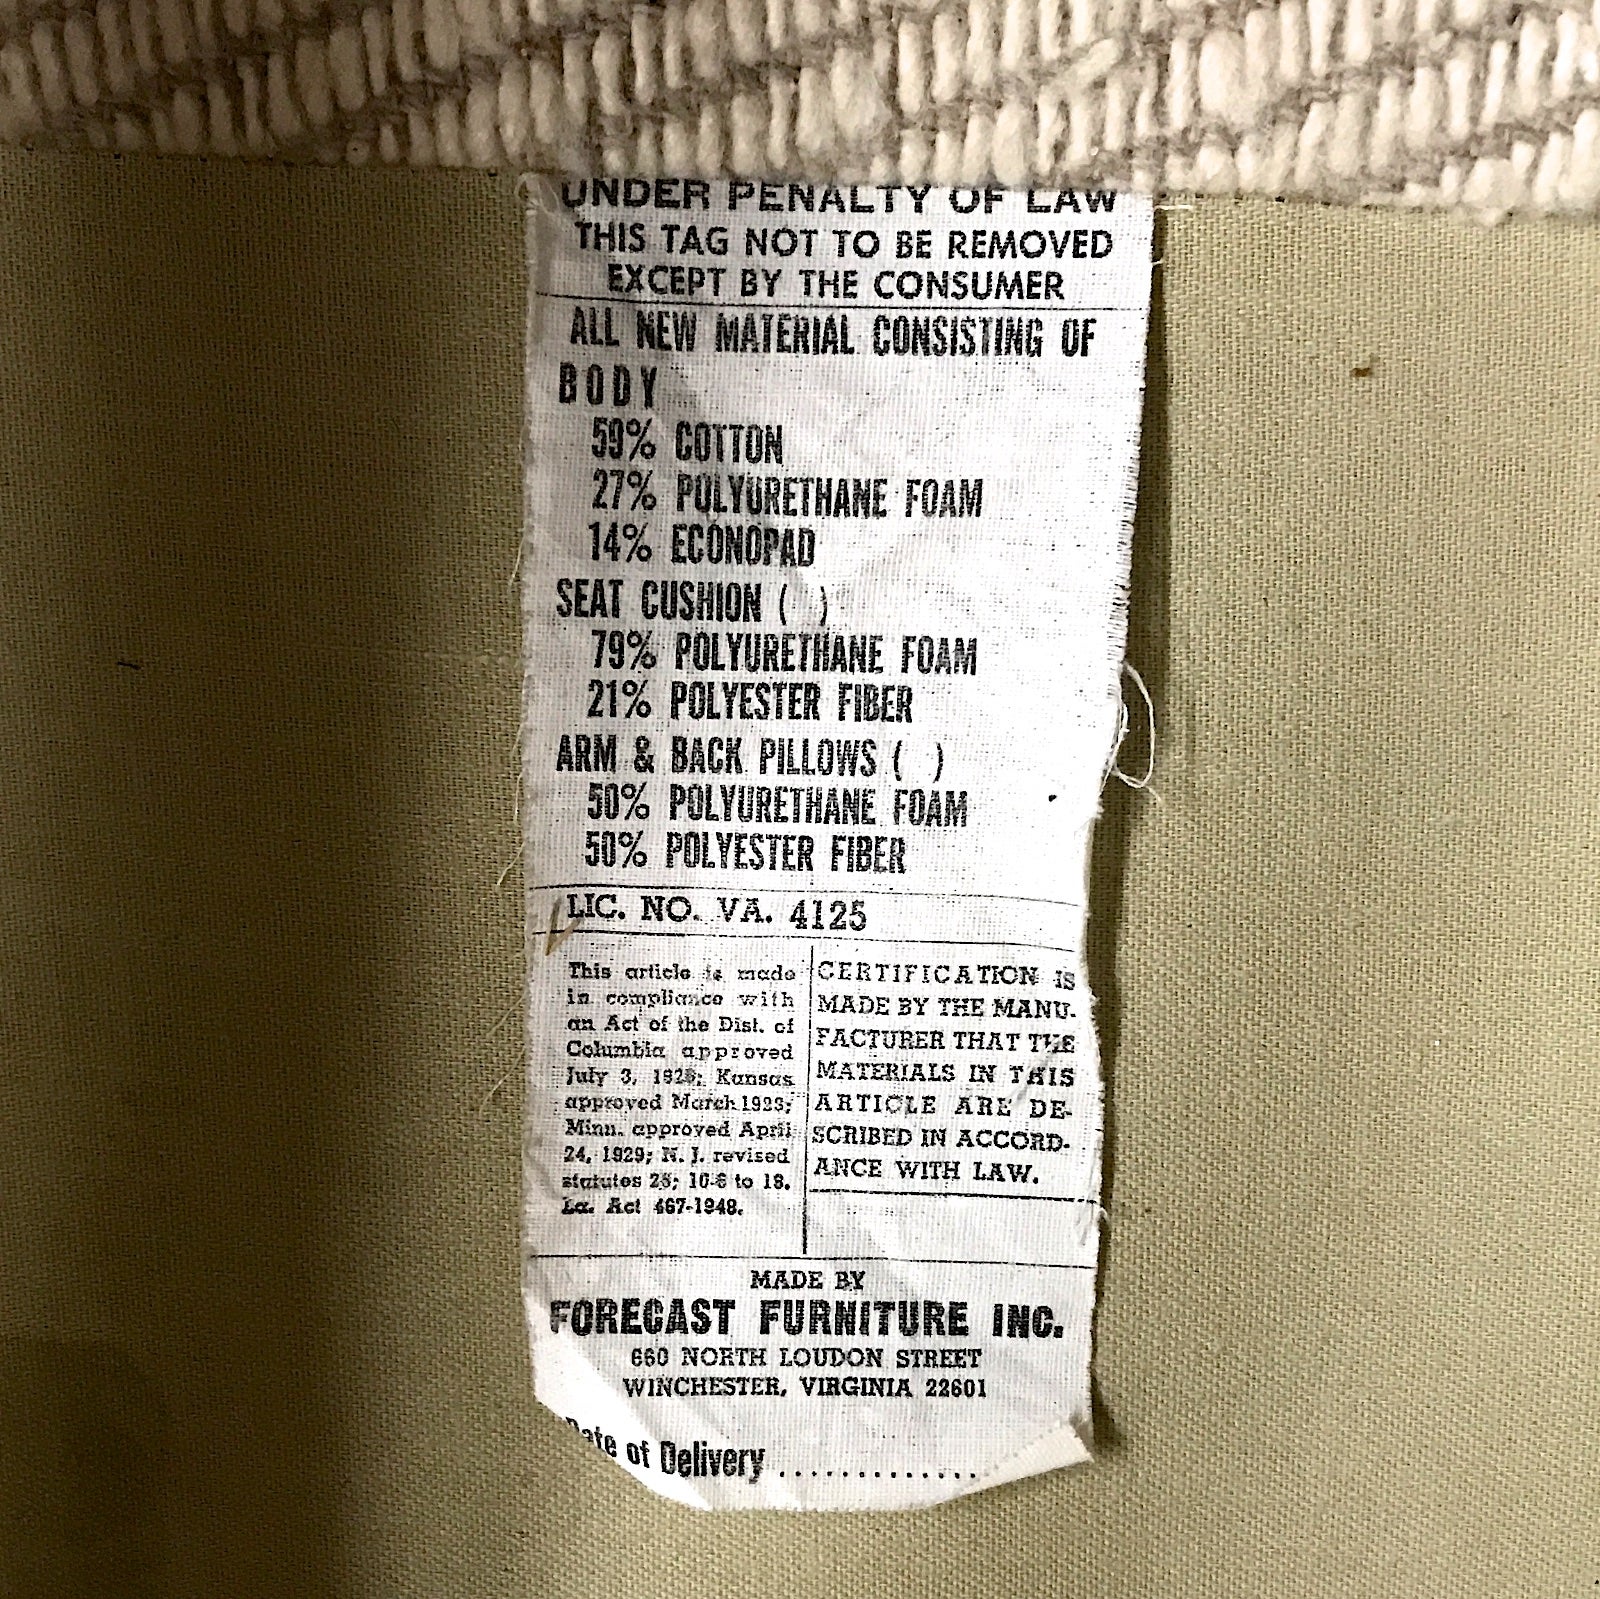 UNDER PENALTY OF LAW
THIS TAG NOT TO BE REMOVED
EXCEPT BY THE CONSUMER
ALL NEW MATERIAL CONSISTING OF
BODY
59% COTTON
27% POLYURETHANE FOAM
14% ECONOPAD
SEAT CUSHION ( )
79% POLYURETHANE FOAM
21% POLYESTER FIBER
ARM & BACK PILLOWS ( )
50% POLYURETHANE FOAM
50% POLYESTER FIBER
LIC. NO. VA. 4125
This article is made
in compliance with
an Act of the Dist. of
Columbia approved
July 3, Kansas
approved March
Minn. approved April
24, 1929; N. J. revised
statutes to 18.
La. Act 467-1948.
CERTIFICATION IS
MADE BY THE MANU-
FACTURER THAT THE
MATERIALS IN THIS
ARTICLE ARE DE-
SCRIBED IN ACCORD-
ANCE WITH LAW.
MADE BY
FORECAST FURNITURE INC.
660 NORTH LOUDON STREET
WINCHESTER, VIRGINIA 22601
Date of Delivery ..............